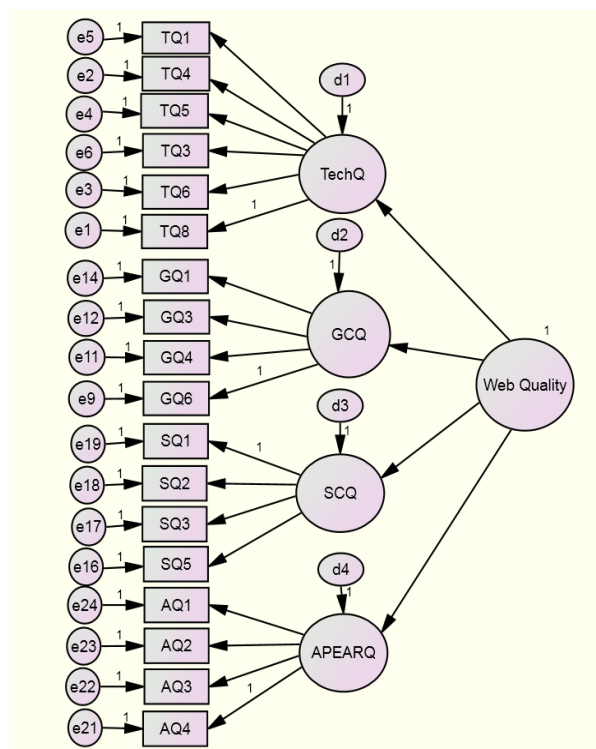 e5 1 TQ1
e2 1 TQ4
d1
e4 1 TQ5
1
e6 1 TQ3
TechQ
e3 1 TQ6
1
e1 1 TQ8
d2
1
e14 1 GQ1
e12 1 GQ3
GCQ
1
e11 1 GQ4
1
Web Quality
e9 1 GQ6
d3
e19 1 SQ1
1
1
e18 1 SQ2
SCQ
e17 1 SQ3
e16 1 SQ5
d4
e24 1 AQ1
1
e23 1 AQ2
APEARQ
e22 1 AQ3
1
e21 1 AQ4